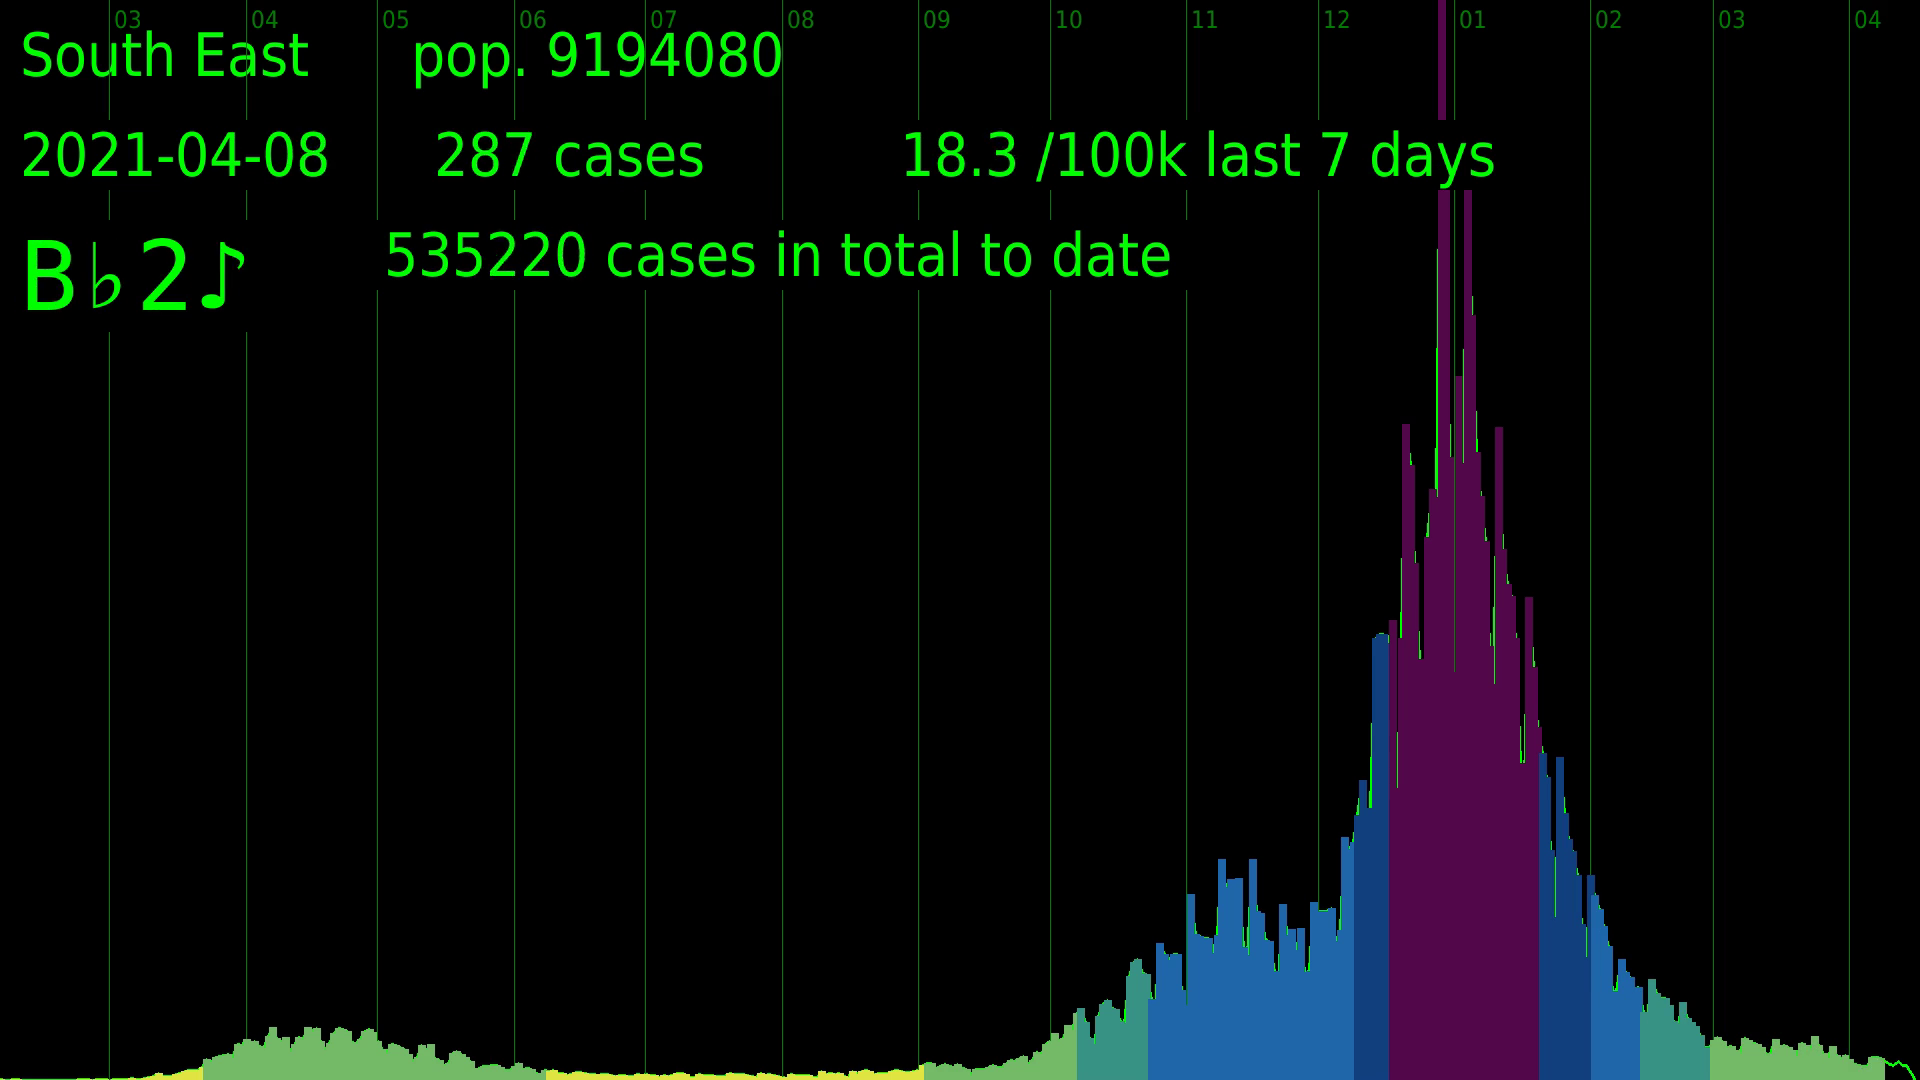 03 04 05 06 07 08 09 10 11 12 01 02 03 04
South East pop. 9194080
2021-04-08 287 cases 18.3 /100k last 7 days
B♭2♪ 535220 cases in total to date